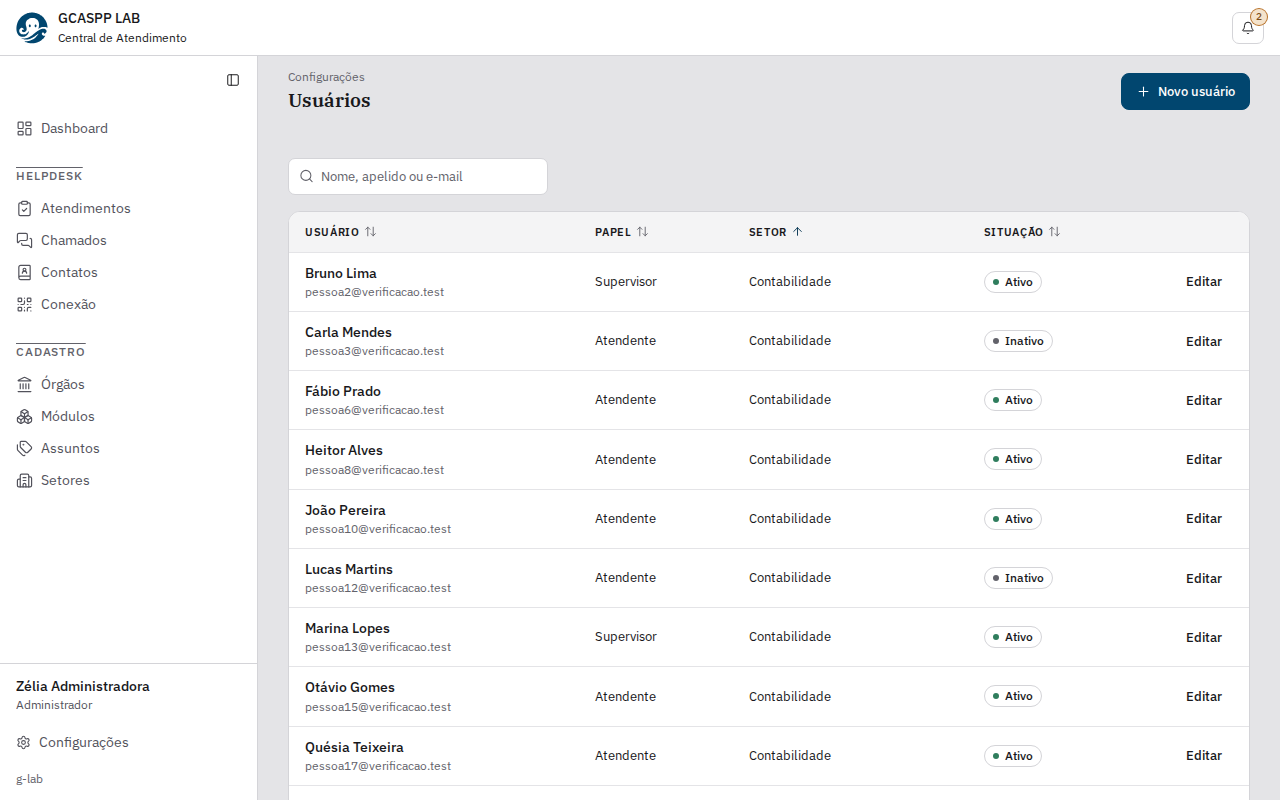 GCASPP LAB
Central de Atendimento
2
Dashboard
HELPDESK
Atendimentos
Chamados
Contatos
Conexão
CADASTRO
Órgãos
Módulos
Assuntos
Setores
Zélia Administradora
Administrador
Configurações
g-lab
Configurações
Usuários
Novo usuário
Nome, apelido ou e-mail
USUÁRIO PAPEL SETOR SITUAÇÃO
Bruno Lima
pessoa2@verificacao.test
Supervisor Contabilidade Ativo Editar
Carla Mendes
pessoa3@verificacao.test
Atendente Contabilidade Inativo Editar
Fábio Prado
pessoa6@verificacao.test
Atendente Contabilidade Ativo Editar
Heitor Alves
pessoa8@verificacao.test
Atendente Contabilidade Ativo Editar
João Pereira
pessoa10@verificacao.test
Atendente Contabilidade Ativo Editar
Lucas Martins
pessoa12@verificacao.test
Atendente Contabilidade Inativo Editar
Marina Lopes
pessoa13@verificacao.test
Supervisor Contabilidade Ativo Editar
Otávio Gomes
pessoa15@verificacao.test
Atendente Contabilidade Ativo Editar
Quésia Teixeira
pessoa17@verificacao.test
Atendente Contabilidade Ativo Editar